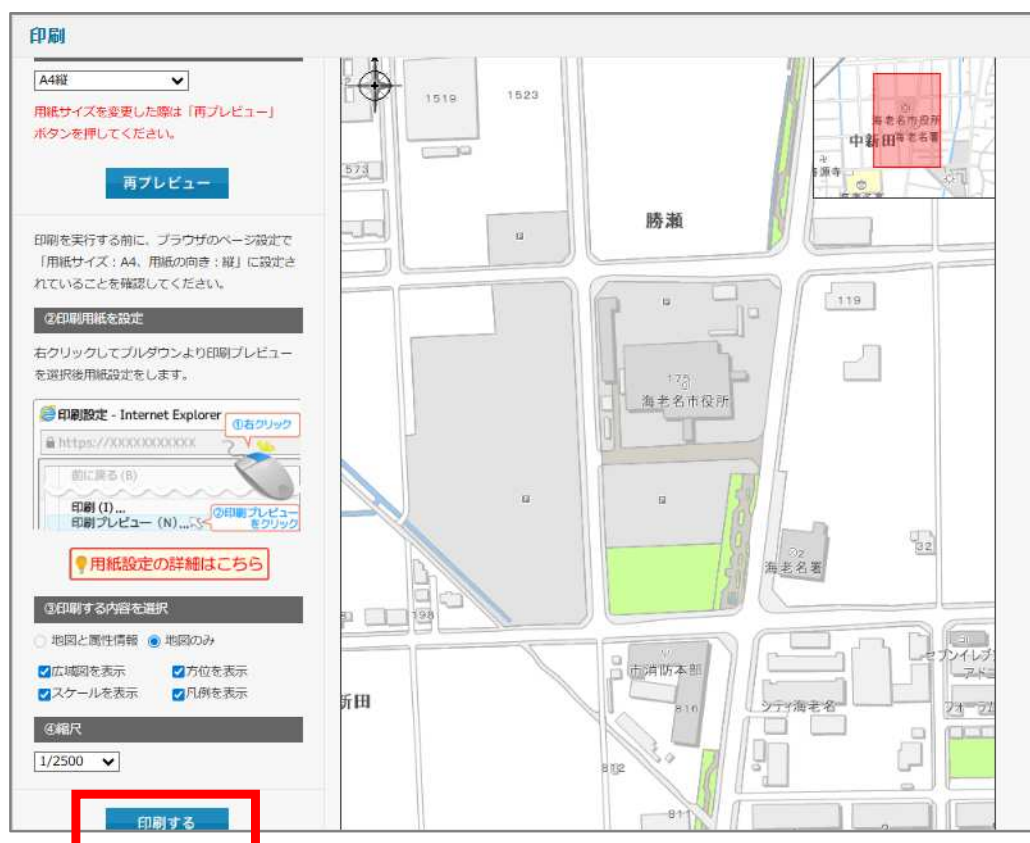 印刷
A4縦
用紙サイズを変更した際は「再プレビュー」
ボタンを押してください。
再プレビュー
印刷を実行する前に、ブラウザのページ設定で
「用紙サイズ：A4、用紙の向き：縦」に設定さ
れていることを確認してください。
②印刷用紙を設定
右クリックしてプルダウンより印刷プレビュー
を選択後用紙設定をします。
印刷設定 - Internet Explorer
①右クリック
https://XXXXXXXXXXX
前に戻る (B)
印刷 (I)...
印刷プレビュー（N)...
②印刷プレビュー
をクリック
用紙設定の詳細はこちら
③印刷する内容を選択
地図と属性情報 地図のみ
広域図を表示 方位を表示
スケールを表示 凡例を表示
④縮尺
1/2500
印刷する
1519
1523
573
勝瀬
海老名市役所
中新田
海老名署
119
175
海老名市役所
2
海老名署
32
198
市消防本部
新田
816
シティ海老名
セブンイレブ
アドニ
フォーラム
812
811